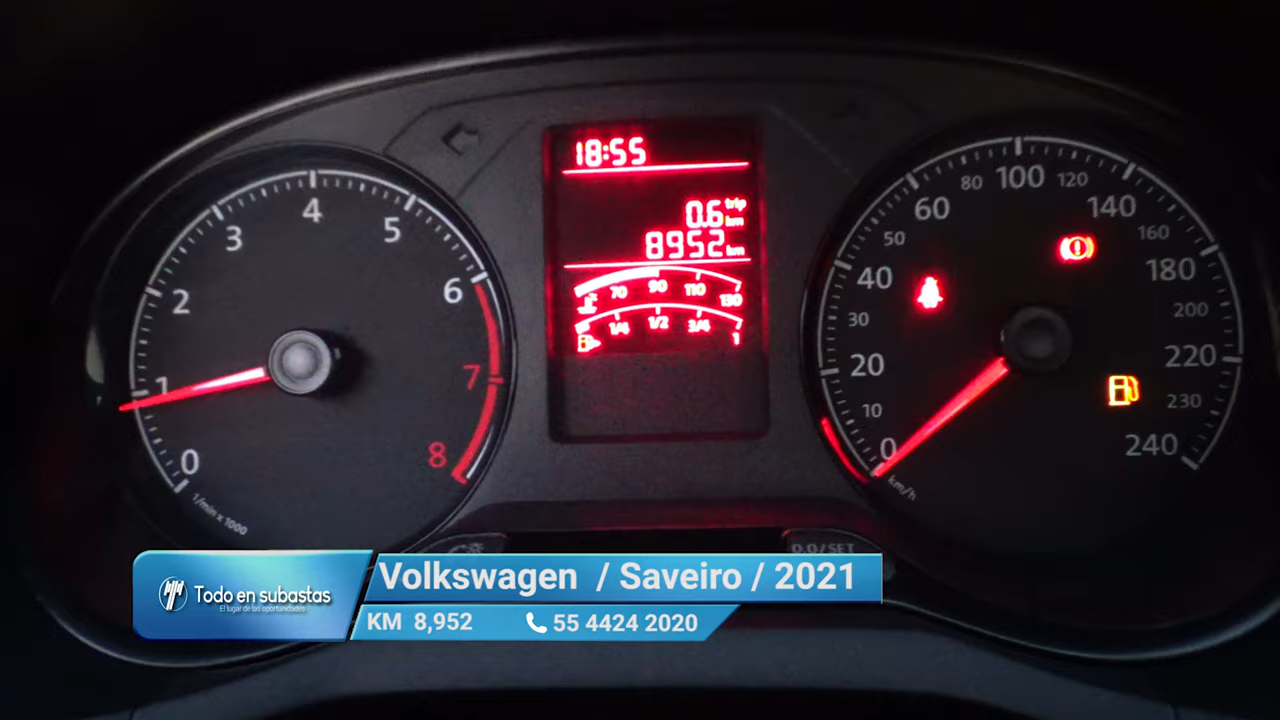 18:55
0.6 trip km
8952 km
70 90 110 130
1/4 1/2 3/4 1
0 1 2 3 4 5 6 7 8
1/min x 1000
0 10 20 30 40 50 60 80 100 120 140 160 180 200 220 230 240
km/h
0.0/SET
Todo en subastas
El lugar de las oportunidades
Volkswagen / Saveiro / 2021
KM 8,952
55 4424 2020